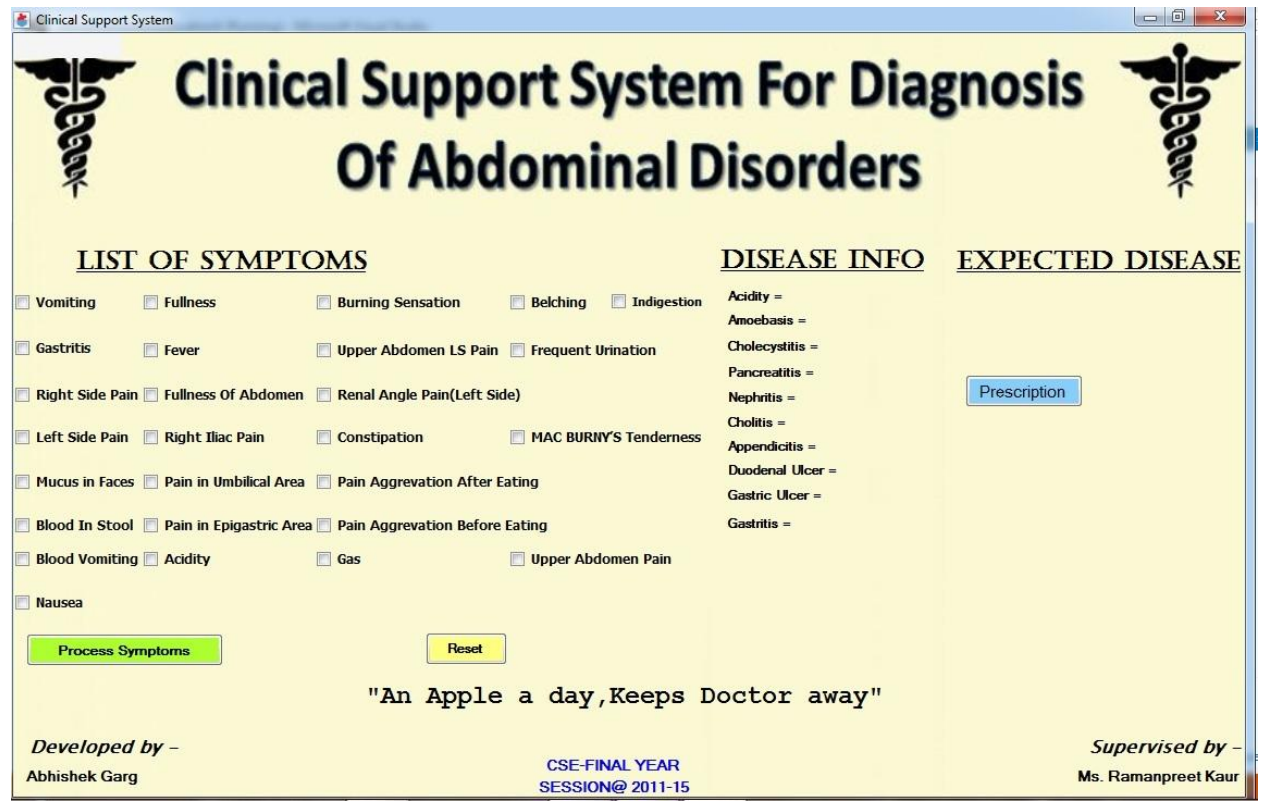 Clinical Support System
Clinical Support System For Diagnosis
Of Abdominal Disorders
LIST OF SYMPTOMS
Vomiting Fullness Burning Sensation Belching Indigestion
Gastritis Fever Upper Abdomen LS Pain Frequent Urination
Right Side Pain Fullness Of Abdomen Renal Angle Pain(Left Side)
Left Side Pain Right Iliac Pain Constipation MAC BURNY'S Tenderness
Mucus in Faces Pain in Umbilical Area Pain Aggrevation After Eating
Blood In Stool Pain in Epigastric Area Pain Aggrevation Before Eating
Blood Vomiting Acidity Gas Upper Abdomen Pain
Nausea
Process Symptoms Reset
DISEASE INFO
Acidity =
Amoebasis =
Cholecystitis =
Pancreatitis =
Nephritis =
Cholitis =
Appendicitis =
Duodenal Ulcer =
Gastric Ulcer =
Gastritis =
EXPECTED DISEASE
Prescription
"An Apple a day,Keeps Doctor away"
Developed by -
Abhishek Garg
CSE-FINAL YEAR
SESSION@ 2011-15
Supervised by -
Ms. Ramanpreet Kaur